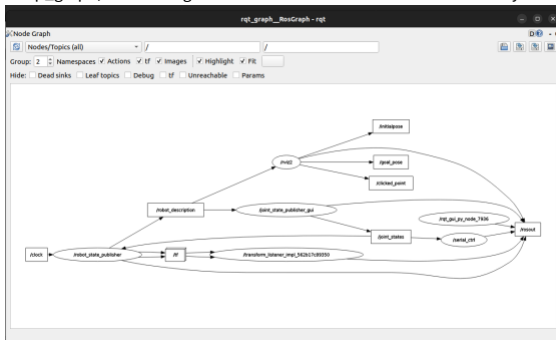 rqt_graph__RosGraph - rqt
Node Graph
Nodes/Topics (all) / /
Group: 2 Namespaces Actions tf Images Highlight Fit
Hide: Dead sinks Leaf topics Debug tf Unreachable Params
/initialpose
/rviz2
/goal_pose
/clicked_point
/robot_description
/joint_state_publisher_gui
/rqt_gui_py_node_7636
/rosout
/joint_states
/serial_ctrl
/clock
/robot_state_publisher
/tf